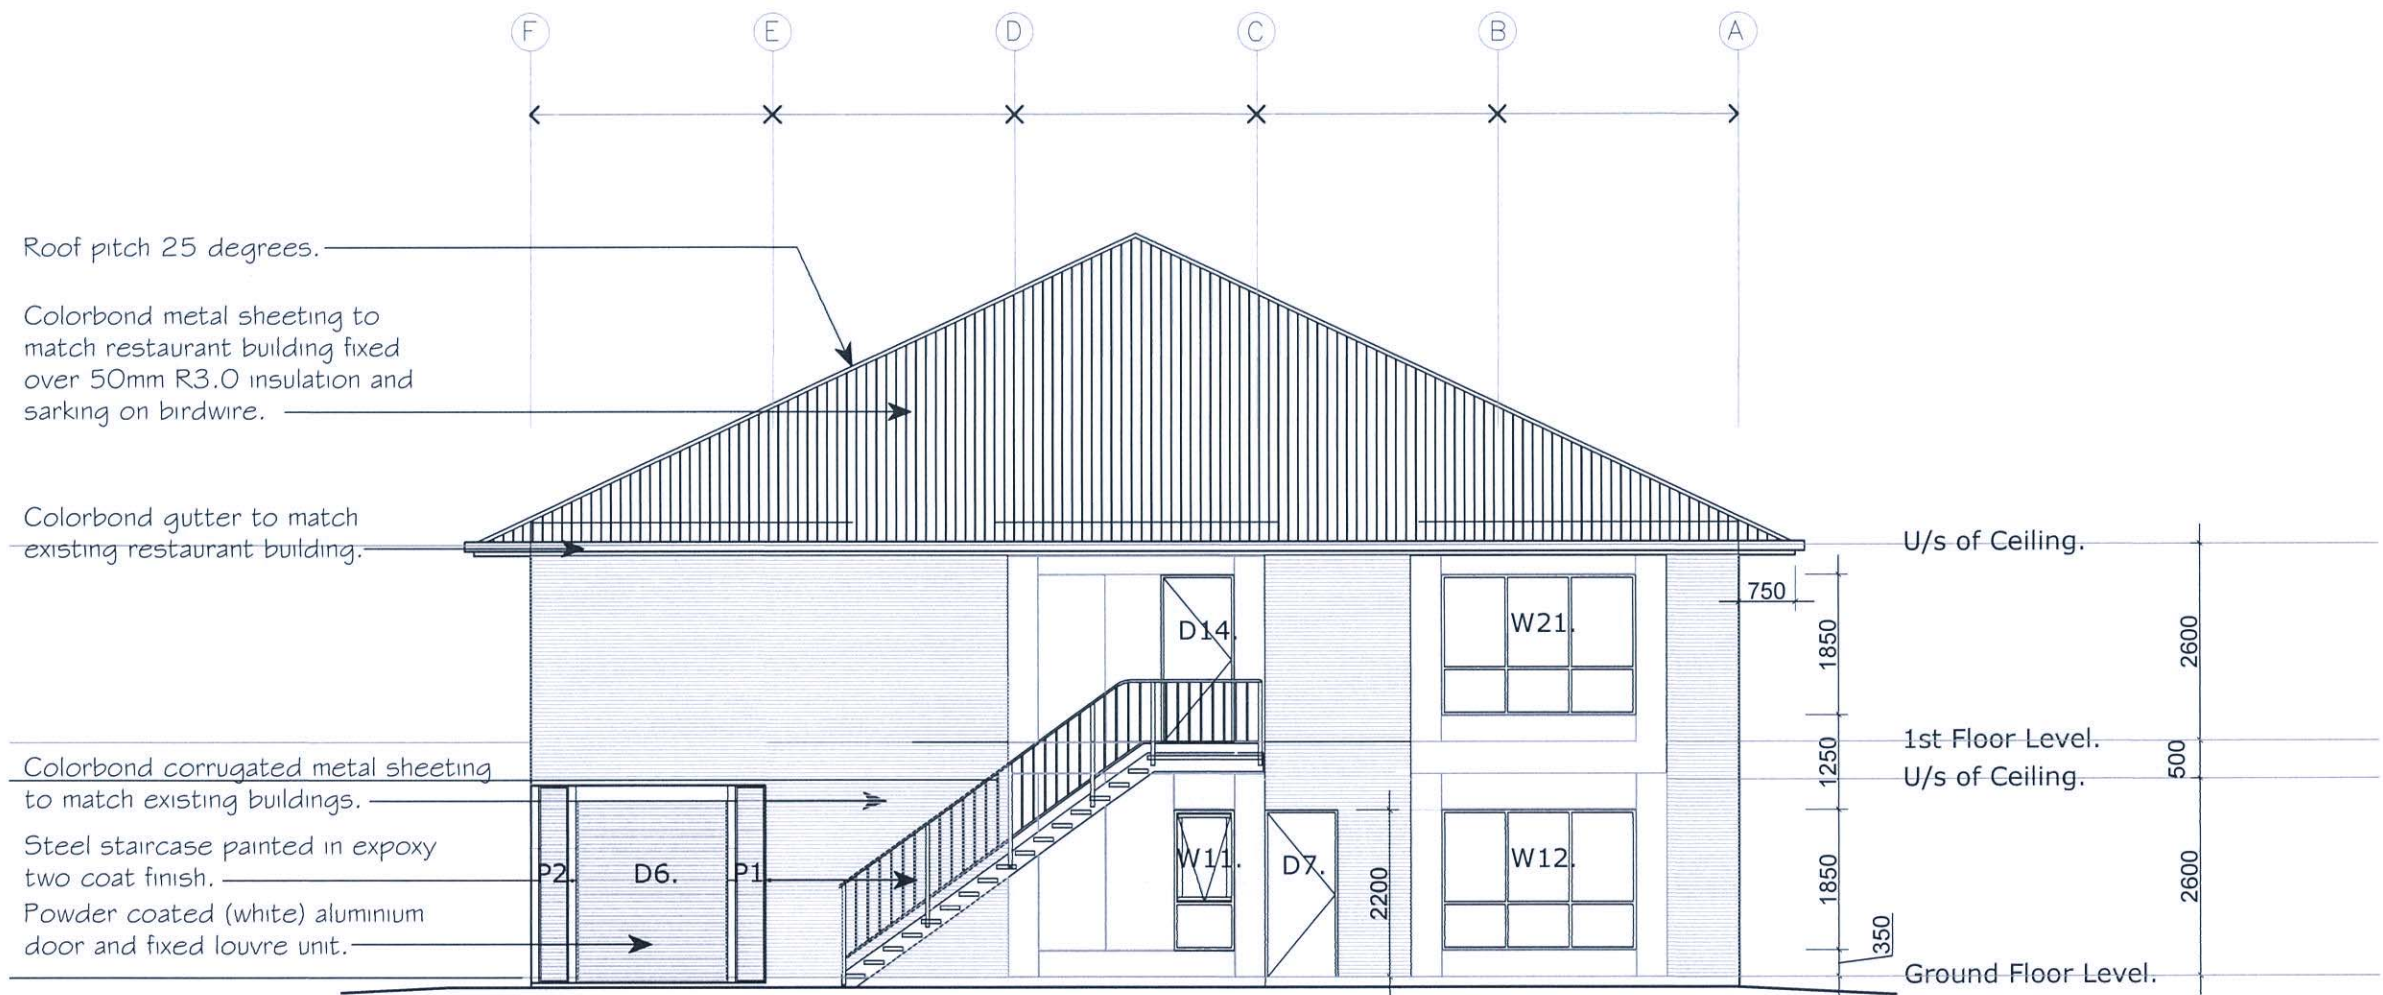 F E D C B A
Roof pitch 25 degrees.
Colorbond metal sheeting to
match restaurant building fixed
over 50mm R3.0 insulation and
sarking on birdwire.
Colorbond gutter to match
existing restaurant building.
Colorbond corrugated metal sheeting
to match existing buildings.
Steel staircase painted in expoxy
two coat finish.
Powder coated (white) aluminium
door and fixed louvre unit.
P2.
D6.
P1.
D14.
W11.
D7.
2200
W21.
W12.
750
1850
1250
1850
350
U/s of Ceiling.
1st Floor Level.
U/s of Ceiling.
Ground Floor Level.
2600
500
2600